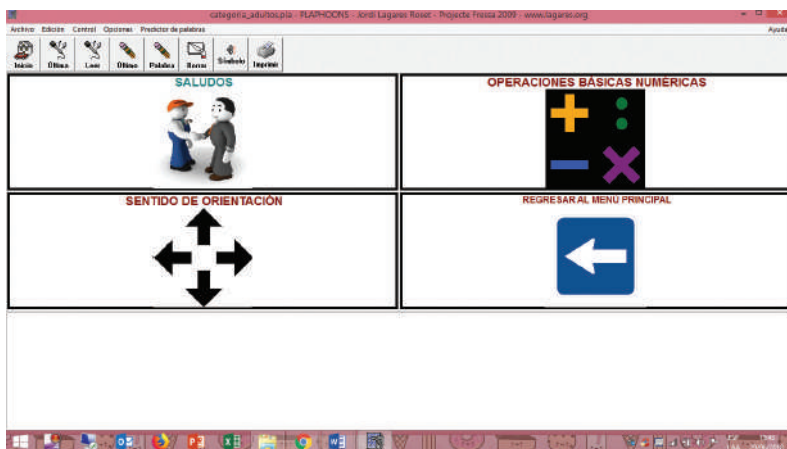 categoria_adultos.pla - PLAPHOONS - Jordi Lagares Roset - Projecte Fressa 2009 - www.lagares.org
Archivo Edición Control Opciones Predictor de palabras Ayuda
Inicio Última Leer Último Palabra Borrar Símbolo Imprimir
SALUDOS
OPERACIONES BÁSICAS NUMÉRICAS
SENTIDO DE ORIENTACIÓN
REGRESAR AL MENÚ PRINCIPAL